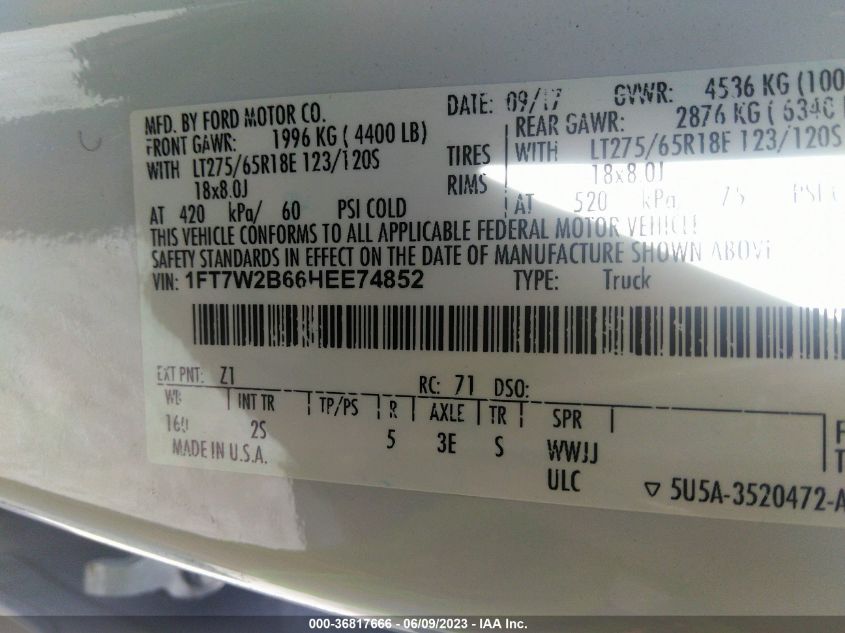 MFD. BY FORD MOTOR CO.
DATE: 09/17
GVWR: 4536 KG (100
FRONT GAWR: 1996 KG ( 4400 LB)
REAR GAWR: 2876 KG ( 6340
WITH LT275/65R18E 123/120S
TIRES
WITH LT275/65R18E 123/120S
18x8.0J
RIMS
18x8.0J
AT 420 kPa/ 60 PSI COLD
AT 520 kPa/ 75 PSI
THIS VEHICLE CONFORMS TO ALL APPLICABLE FEDERAL MOTOR VEHICLE
SAFETY STANDARDS IN EFFECT ON THE DATE OF MANUFACTURE SHOWN ABOVE
VIN: 1FT7W2B66HEE74852
TYPE: Truck
EXT PNT: Z1
RC: 71 DSO:
WB INT TR TP/PS R AXLE TR SPR
160 2S 5 3E S WWJJ
MADE IN U.S.A.
ULC
5U5A-3520472-A
000-36817666 - 06/09/2023 - IAA Inc.